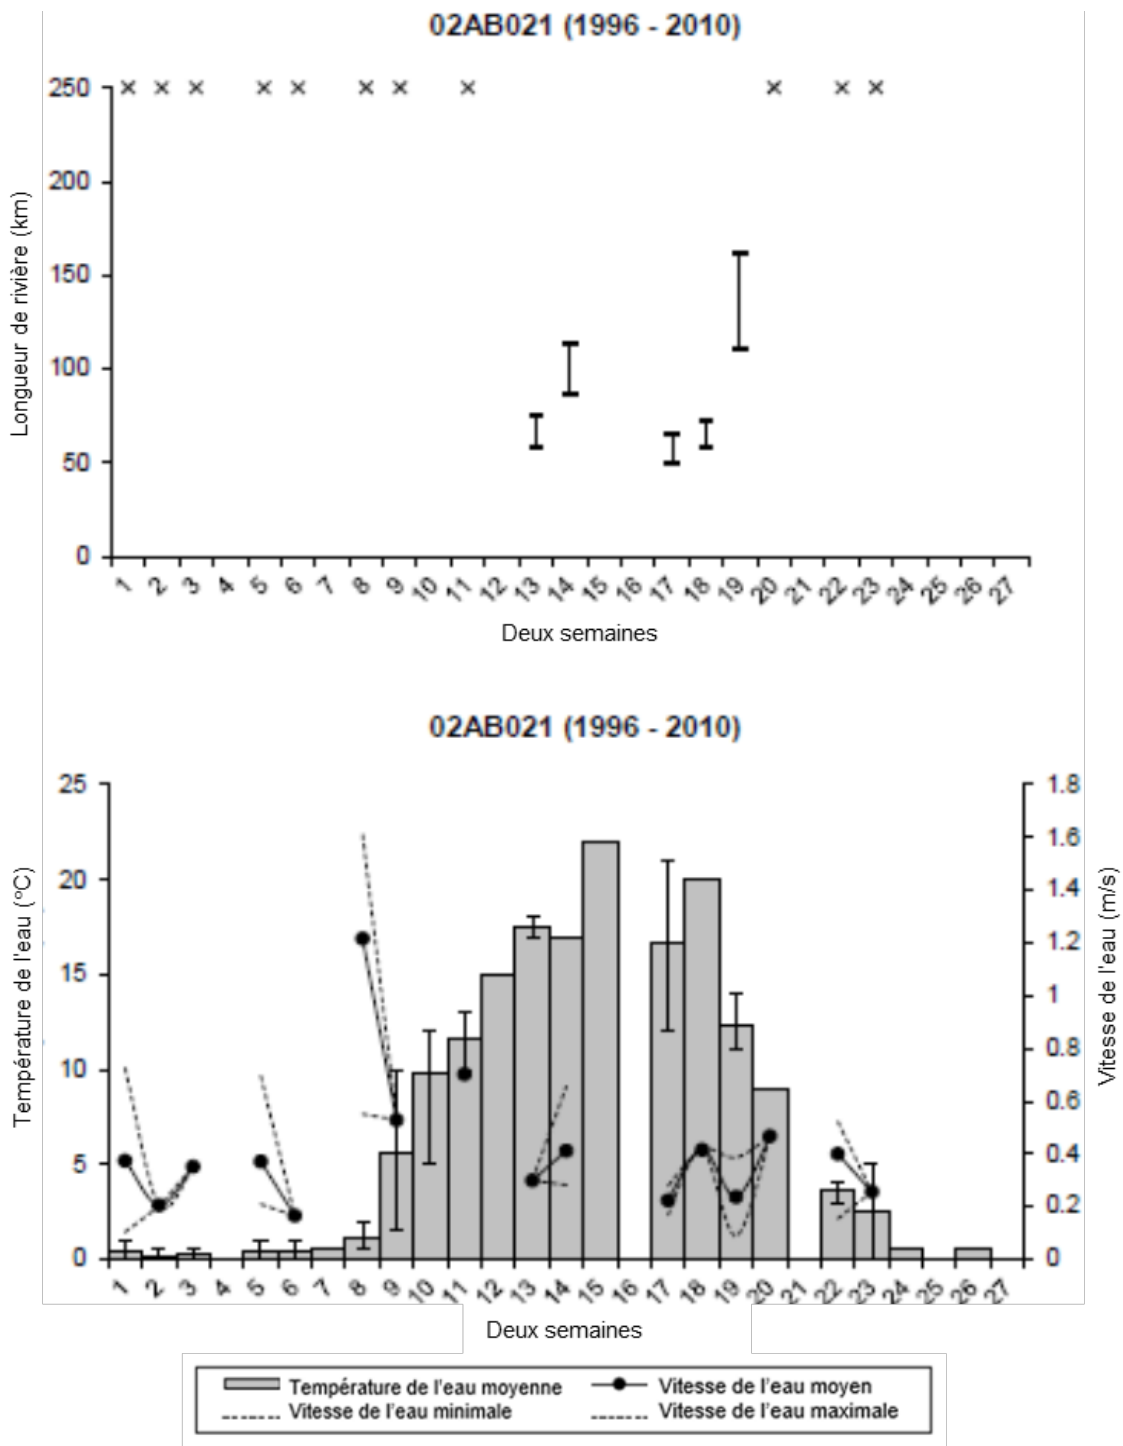 02AB021 (1996 - 2010)
250
200
150
100
50
0
Longueur de rivière (km)
1 2 3 4 5 6 7 8 9 10 11 12 13 14 15 16 17 18 19 20 21 22 23 24 25 26 27
Deux semaines
02AB021 (1996 - 2010)
25
20
15
10
5
0
Température de l'eau (°C)
1.8
1.6
1.4
1.2
1
0.8
0.6
0.4
0.2
0
Vitesse de l'eau (m/s)
1 2 3 4 5 6 7 8 9 10 11 12 13 14 15 16 17 18 19 20 21 22 23 24 25 26 27
Deux semaines
Température de l'eau moyenne Vitesse de l'eau moyen
Vitesse de l'eau minimale Vitesse de l'eau maximale